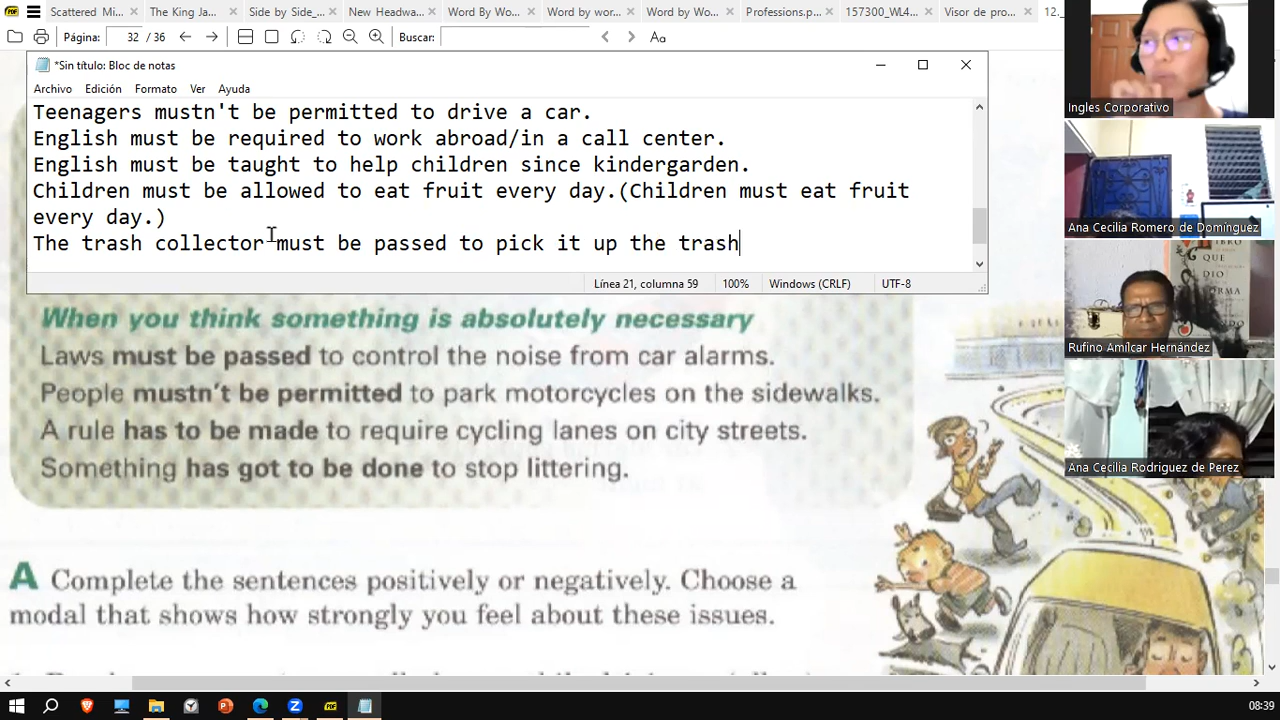 Scattered Mi...
The King Ja...
Side by Side_...
New Headwa...
Word By Wo...
Word by wor...
Word by Wo...
Professions.p...
157300_WL4...
Visor de pro...
12._
Página: 32 / 36
Buscar:
Aa
*Sin título: Bloc de notas
Archivo Edición Formato Ver Ayuda
Teenagers mustn't be permitted to drive a car.
English must be required to work abroad/in a call center.
English must be taught to help children since kindergarden.
Children must be allowed to eat fruit every day.(Children must eat fruit
every day.)
The trash collector must be passed to pick it up the trash
Línea 21, columna 59 100% Windows (CRLF) UTF-8
When you think something is absolutely necessary
Laws must be passed to control the noise from car alarms.
People mustn't be permitted to park motorcycles on the sidewalks.
A rule has to be made to require cycling lanes on city streets.
Something has got to be done to stop littering.
A Complete the sentences positively or negatively. Choose a
modal that shows how strongly you feel about these issues.
Ingles Corporativo
Ana Cecilia Romero de Dominguez
LIBRO
QUE
DIO
FORMA
Rufino Amílcar Hernández
Ana Cecilia Rodriguez de Perez
08:39